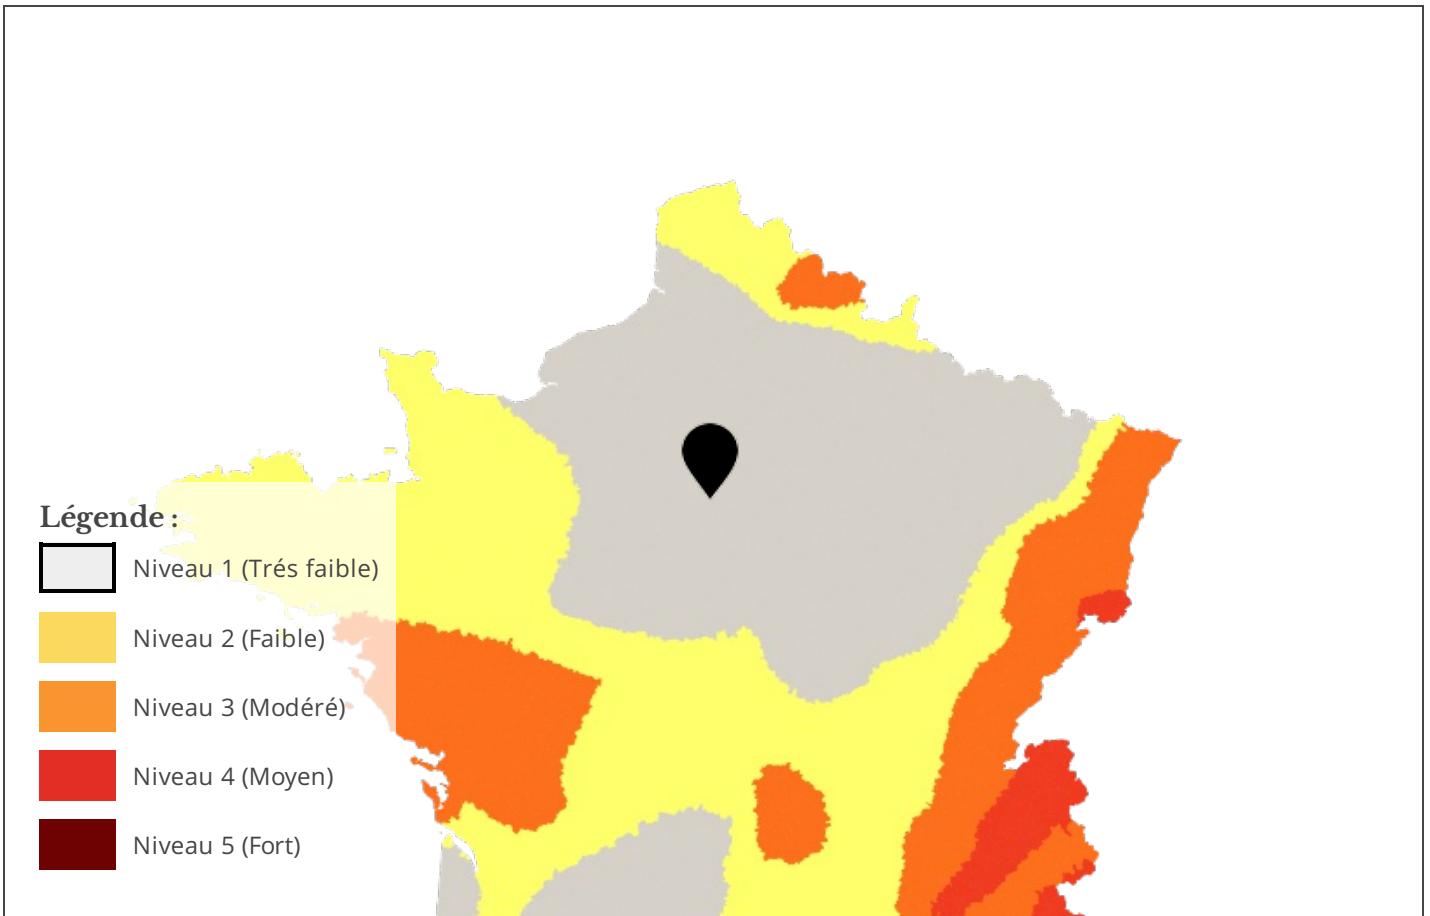 Légende :
Niveau 1 (Trés faible)
Niveau 2 (Faible)
Niveau 3 (Modéré)
Niveau 4 (Moyen)
Niveau 5 (Fort)